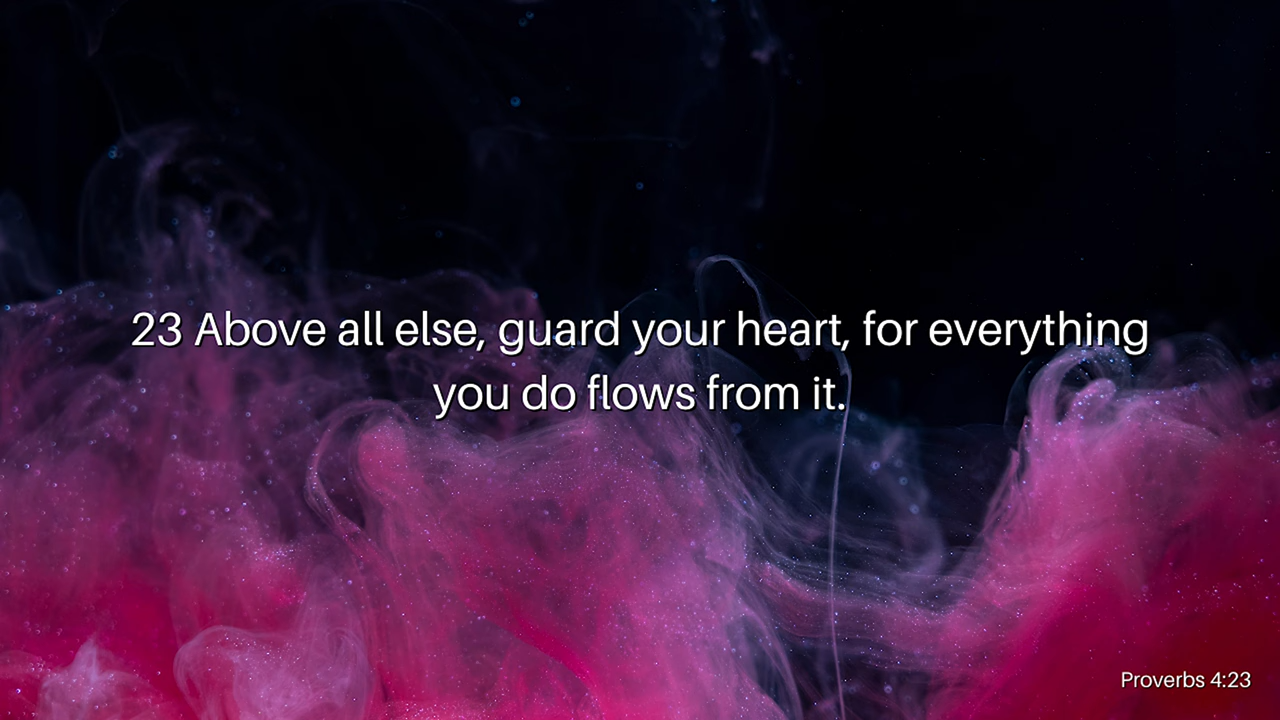 23 Above all else, guard your heart, for everything
you do flows from it.
Proverbs 4:23